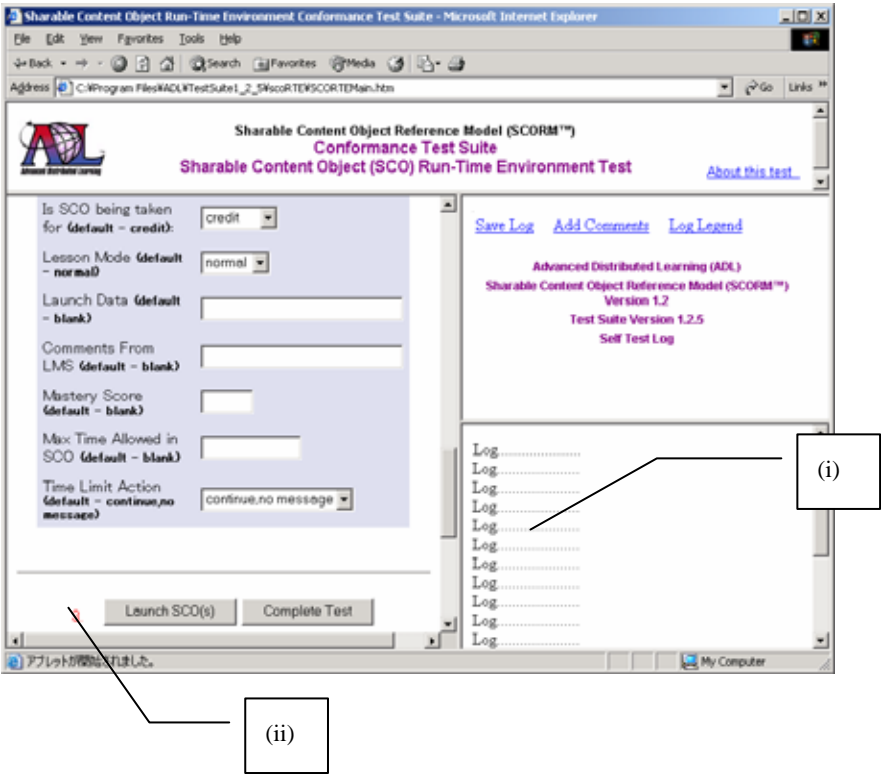 Sharable Content Object Run-Time Environment Conformance Test Suite - Microsoft Internet Explorer
File Edit View Favorites Tools Help
Back Search Favorites Media
Address C:¥Program Files¥ADL¥TestSuite1_2_5¥scoRTE¥SCORTEMain.htm Go Links »
ADL
Advanced Distributed Learning
Sharable Content Object Reference Model (SCORM™)
Conformance Test
Suite
Sharable Content Object (SCO) Run-Time Environment Test
About this test
Is SCO being taken
for (default - credit):
credit
Lesson Mode (default
- normal)
normal
Launch Data (default
- blank)
Comments From
LMS (default - blank)
Mastery Score
(default - blank)
Max Time Allowed in
SCO (default - blank)
Time Limit Action
(default - continue,no
message)
continue,no message
Launch SCO(s) Complete Test
Save Log Add Comments Log Legend
Advanced Distributed Learning (ADL)
Sharable Content Object Reference Model (SCORM™)
Version 1.2
Test Suite Version 1.2.5
Self Test Log
Log.....................
Log.....................
Log.....................
Log.....................
Log.....................
Log.....................
Log.....................
Log.....................
Log.....................
Log.....................
Log.....................
(i)
アプレットが開始されました。 My Computer
(ii)